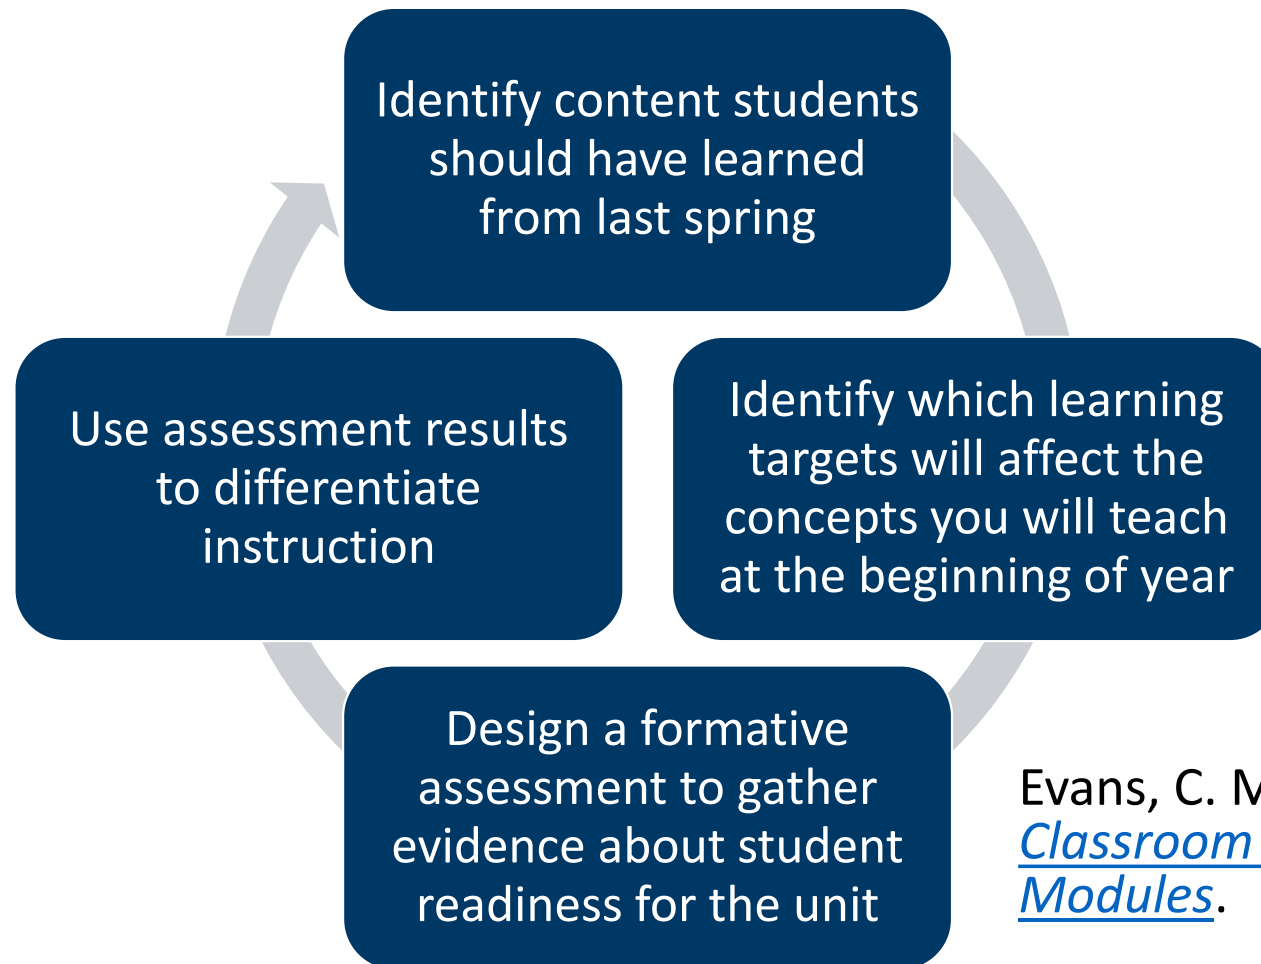 Identify content students
should have learned
from last spring
Identify which learning
targets will affect the
concepts you will teach
at the beginning of year
Design a formative
assessment to gather
evidence about student
readiness for the unit
Use assessment results
to differentiate
instruction
Evans, C.
Classroom
Modules.